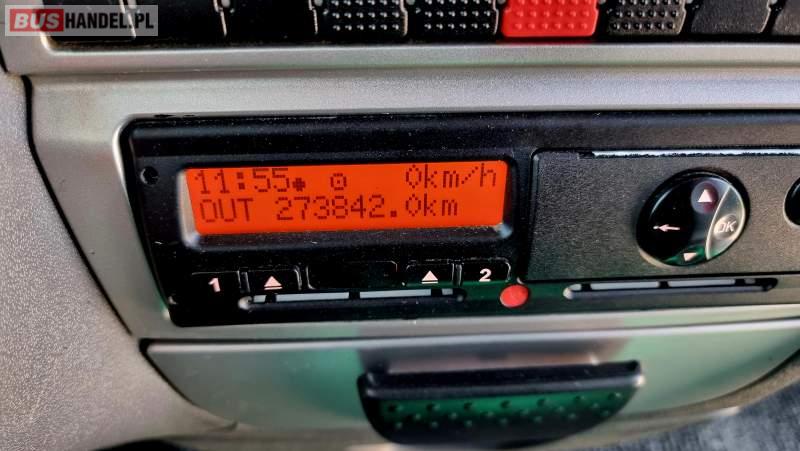 BUSHANDEL.PL
11:55 0km/h
OUT 273842.0km
1 2
OK